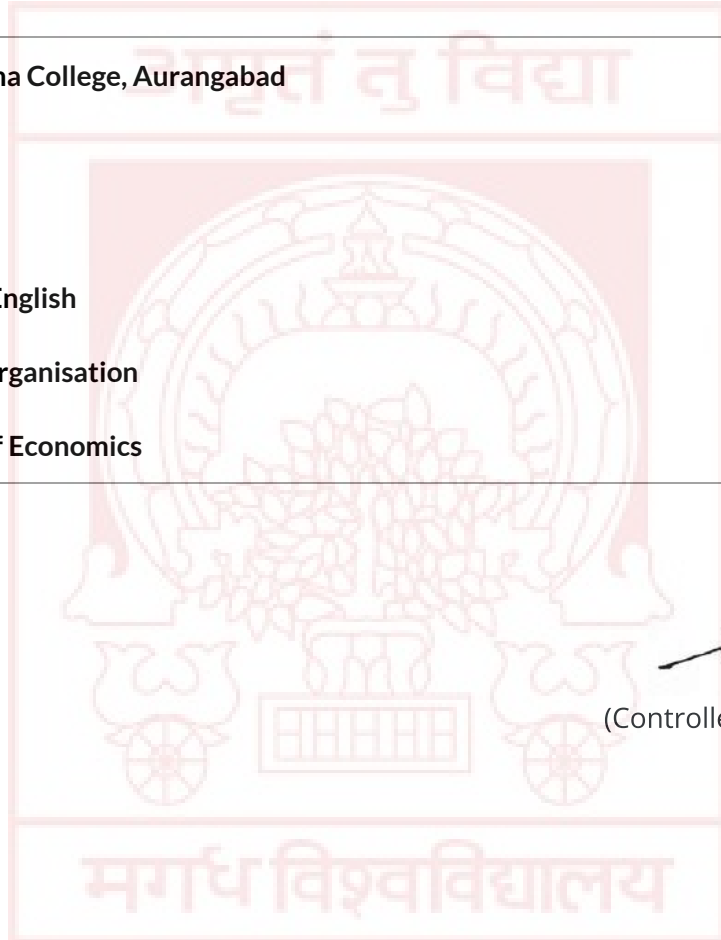 अमृतं तु विद्या
na College, Aurangabad
English
rganisation
f Economics
(Controlle
मगध विश्वविद्यालय